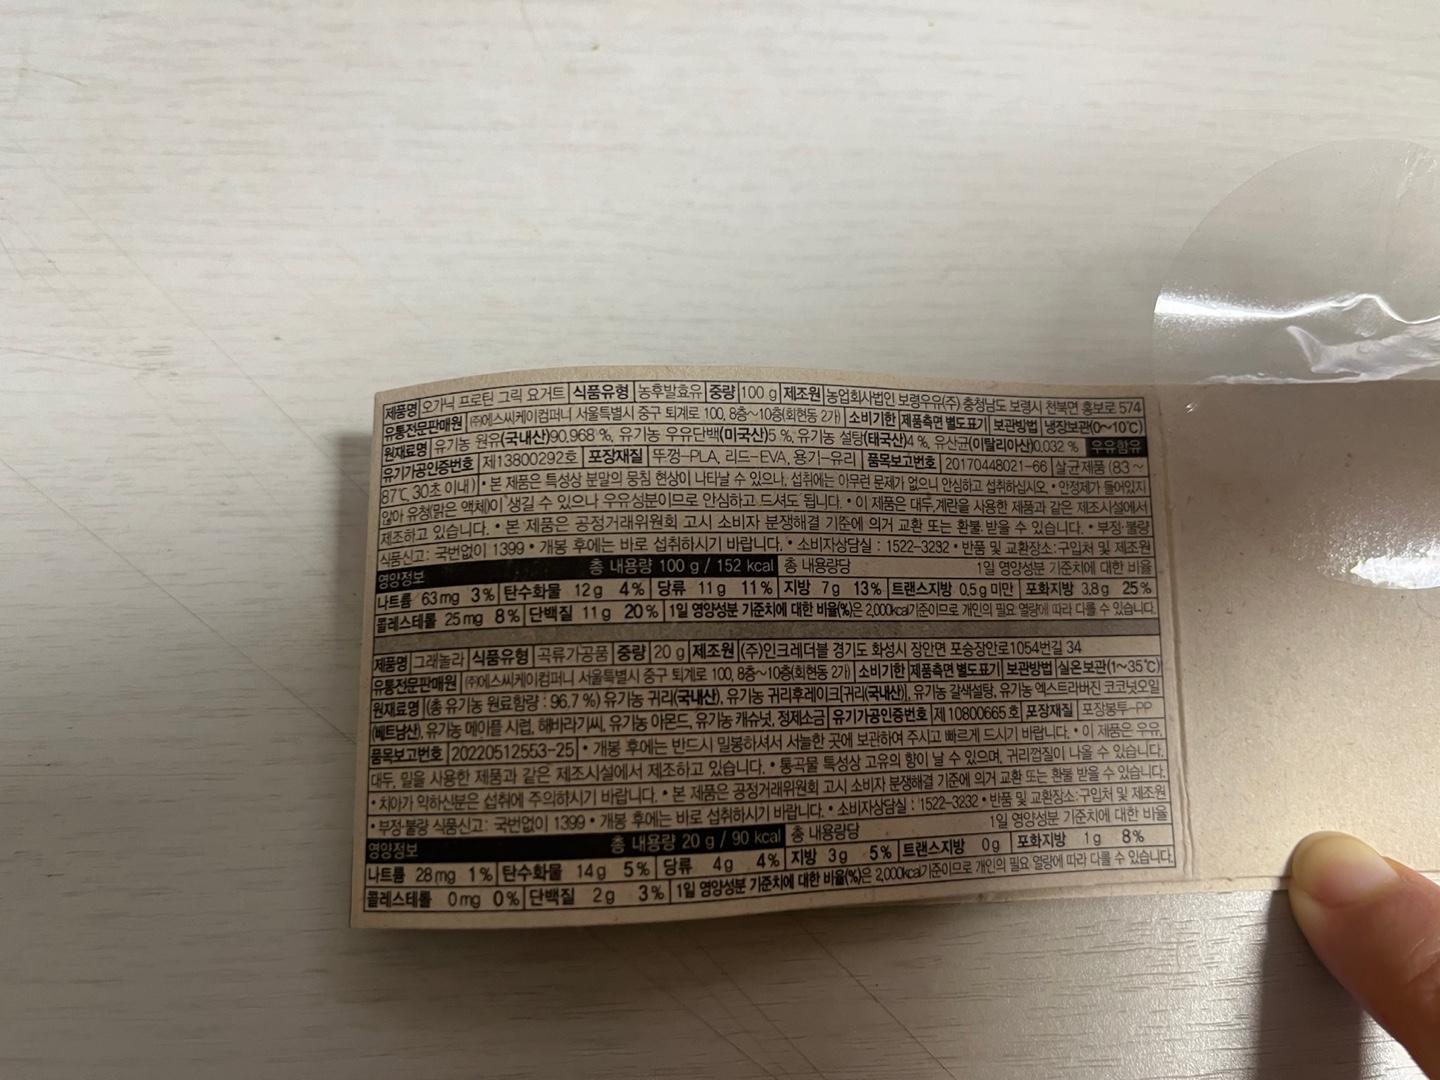 제품명 오가닉 프로틴 그릭 요거트 식품유형 농후발효유 중량 100 g 제조원 농업회사법인 보령우유(주) 충청남도 보령시 천북면 홍보로 574
유통전문판매원 ㈜에스씨케이컴퍼니 서울특별시 중구 퇴계로 100, 8층~10층(회현동 2가) 소비기한 제품측면 별도표기 보관방법 냉장보관(0~10℃)
원재료명 유기농 원유(국내산)90.968 %, 유기농 우유단백(미국산)5 %, 유기농 설탕(태국산)4 %, 유산균(이탈리아산)0.032 % 우유함유
유기가공인증번호 제13800292호 포장재질 뚜껑-PLA, 리드-EVA, 용기-유리 품목보고번호 20170448021-66 살균제품 (83 ~
87℃, 30초 이내) • 본 제품은 특성상 분말의 뭉침 현상이 나타날 수 있으나, 섭취에는 아무런 문제가 없으니 안심하고 섭취하십시오. • 안정제가 들어있지
않아 유청(맑은 액체)이 생길 수 있으나 우유성분이므로 안심하고 드셔도 됩니다. • 이 제품은 대두,계란을 사용한 제품과 같은 제조시설에서
제조하고 있습니다. • 본 제품은 공정거래위원회 고시 소비자 분쟁해결 기준에 의거 교환 또는 환불 받을 수 있습니다. • 부정·불량
식품신고: 국번없이 1399 • 개봉 후에는 바로 섭취하시기 바랍니다. • 소비자상담실 : 1522-3232 • 반품 및 교환장소:구입처 및 제조원
영양정보 총 내용량 100 g / 152 kcal 총 내용량당 1일 영양성분 기준치에 대한 비율
나트륨 63 mg 3 % 탄수화물 12 g 4 % 당류 11 g 11 % 지방 7 g 13 % 트랜스지방 0.5 g 미만 포화지방 3.8 g 25 %
콜레스테롤 25 mg 8 % 단백질 11 g 20 % 1일 영양성분 기준치에 대한 비율(%)은 2,000kcal기준이므로 개인의 필요 열량에 따라 다를 수 있습니다.
제품명 그래놀라 식품유형 곡류가공품 중량 20 g 제조원 (주)인크레더블 경기도 화성시 장안면 포승장안로1054번길 34
유통전문판매원 ㈜에스씨케이컴퍼니 서울특별시 중구 퇴계로 100, 8층~10층(회현동 2가) 소비기한 제품측면 별도표기 보관방법 실온보관(1~35℃)
원재료명 (총 유기농 원료함량 : 96.7 %) 유기농 귀리(국내산), 유기농 귀리후레이크[귀리(국내산)], 유기농 갈색설탕, 유기농 엑스트라버진 코코넛오일
(베트남산), 유기농 메이플 시럽, 해바라기씨, 유기농 아몬드, 유기농 캐슈넛, 정제소금 유기가공인증번호 제 10800665 호 포장재질 포장봉투-PP
품목보고번호 20220512553-25 • 개봉 후에는 반드시 밀봉하셔서 서늘한 곳에 보관하여 주시고 빠르게 드시기 바랍니다. • 이 제품은 우유,
대두, 밀을 사용한 제품과 같은 제조시설에서 제조하고 있습니다. • 통곡물 특성상 고유의 향이 날 수 있으며, 귀리껍질이 나올 수 있습니다.
• 치아가 약하신분은 섭취에 주의하시기 바랍니다. • 본 제품은 공정거래위원회 고시 소비자 분쟁해결 기준에 의거 교환 또는 환불 받을 수 있습니다.
• 부정·불량 식품신고: 국번없이 1399 • 개봉 후에는 바로 섭취하시기 바랍니다. • 소비자상담실 : 1522-3232 • 반품 및 교환장소:구입처 및 제조원
영양정보 총 내용량 20 g / 90 kcal 총 내용량당 1일 영양성분 기준치에 대한 비율
나트륨 28 mg 1 % 탄수화물 14 g 5 % 당류 4 g 4 % 지방 3 g 5 % 트랜스지방 0 g 포화지방 1 g 8 %
콜레스테롤 0 mg 0 % 단백질 2 g 3 % 1일 영양성분 기준치에 대한 비율(%)은 2,000kcal기준이므로 개인의 필요 열량에 따라 다를 수 있습니다.